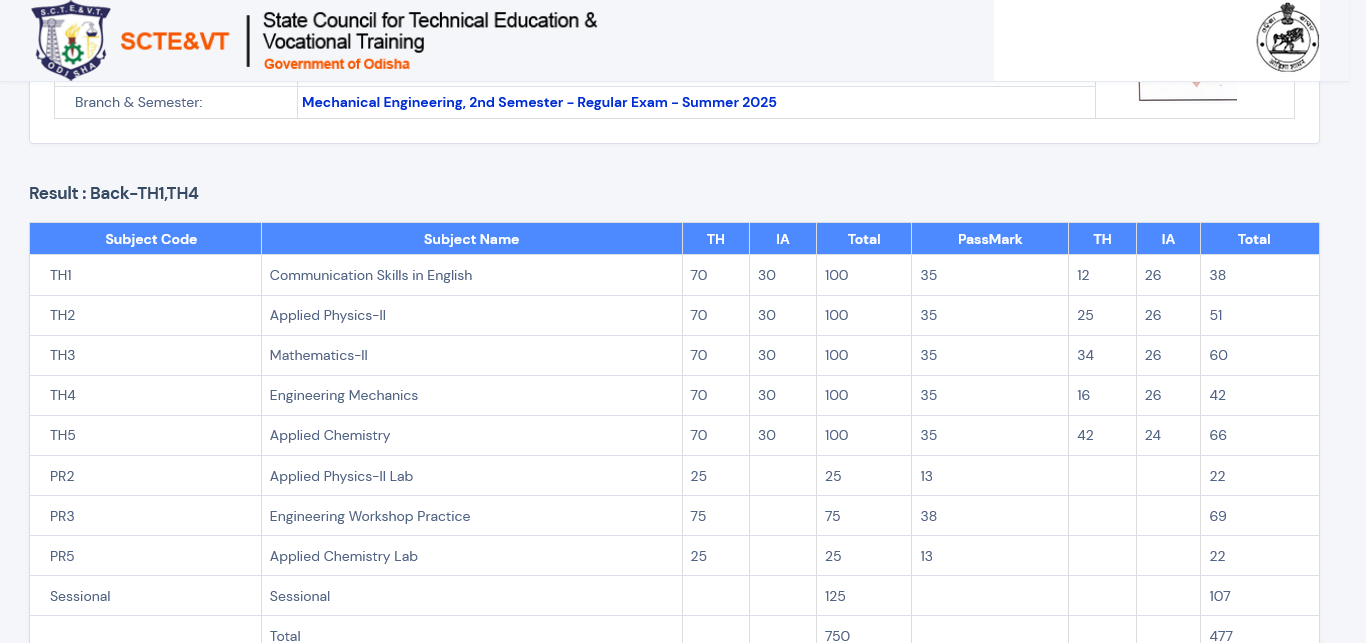 S.C.T.E.&V.T.
ODISHA
SCTE&VT
State Council for Technical Education &
Vocational Training
Government of Odisha
Branch & Semester: Mechanical Engineering, 2nd Semester - Regular Exam - Summer 2025
Result : Back-TH1,TH4
Subject Code Subject Name TH IA Total PassMark TH IA Total
TH1 Communication Skills in English 70 30 100 35 12 26 38
TH2 Applied Physics-II 70 30 100 35 25 26 51
TH3 Mathematics-II 70 30 100 35 34 26 60
TH4 Engineering Mechanics 70 30 100 35 16 26 42
TH5 Applied Chemistry 70 30 100 35 42 24 66
PR2 Applied Physics-II Lab 25 25 13 22
PR3 Engineering Workshop Practice 75 75 38 69
PR5 Applied Chemistry Lab 25 25 13 22
Sessional Sessional 125 107
Total 750 477